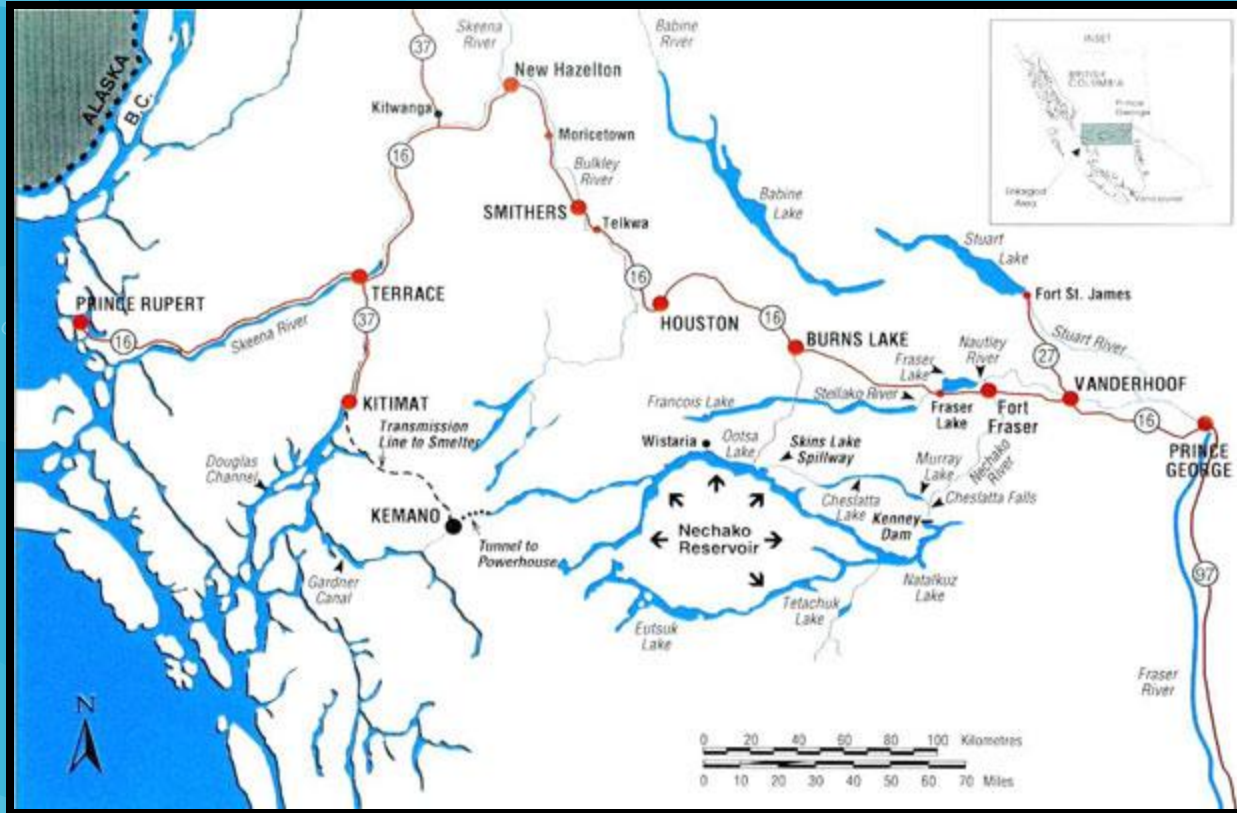 ALASKA
B.C.
37
Skeena
River
Babine
River
New Hazelton
Kitwanga
Moricetown
16
Bulkley
River
SMITHERS
Telkwa
Babine
Lake
INSET
BRITISH
COLUMBIA
Prince
George
Enlarged
Area
Vancouver
Stuart
Lake
Fort St. James
PRINCE RUPERT
16
Skeena River
TERRACE
37
16
HOUSTON
16
BURNS LAKE
Fraser
Lake
Nautley
River
27
Stuart River
VANDERHOOF
KITIMAT
Transmission
Line to Smelter
Francois Lake
Stellako River
Fraser
Lake
Fort
Fraser
16
PRINCE
GEORGE
Wistaria
Ootsa
Lake
Skins Lake
Spillway
Murray
Lake
Nechako
River
Douglas
Channel
Cheslatta
Lake
Cheslatta Falls
KEMANO
Tunnel to
Powerhouse
Nechako
Reservoir
Kenney
Dam
Gardner
Canal
Natalkuz
Lake
97
Eutsuk
Lake
Tetachuk
Lake
Fraser
River
N
0 20 40 60 80 100 Kilometres
0 10 20 30 40 50 60 70 Miles